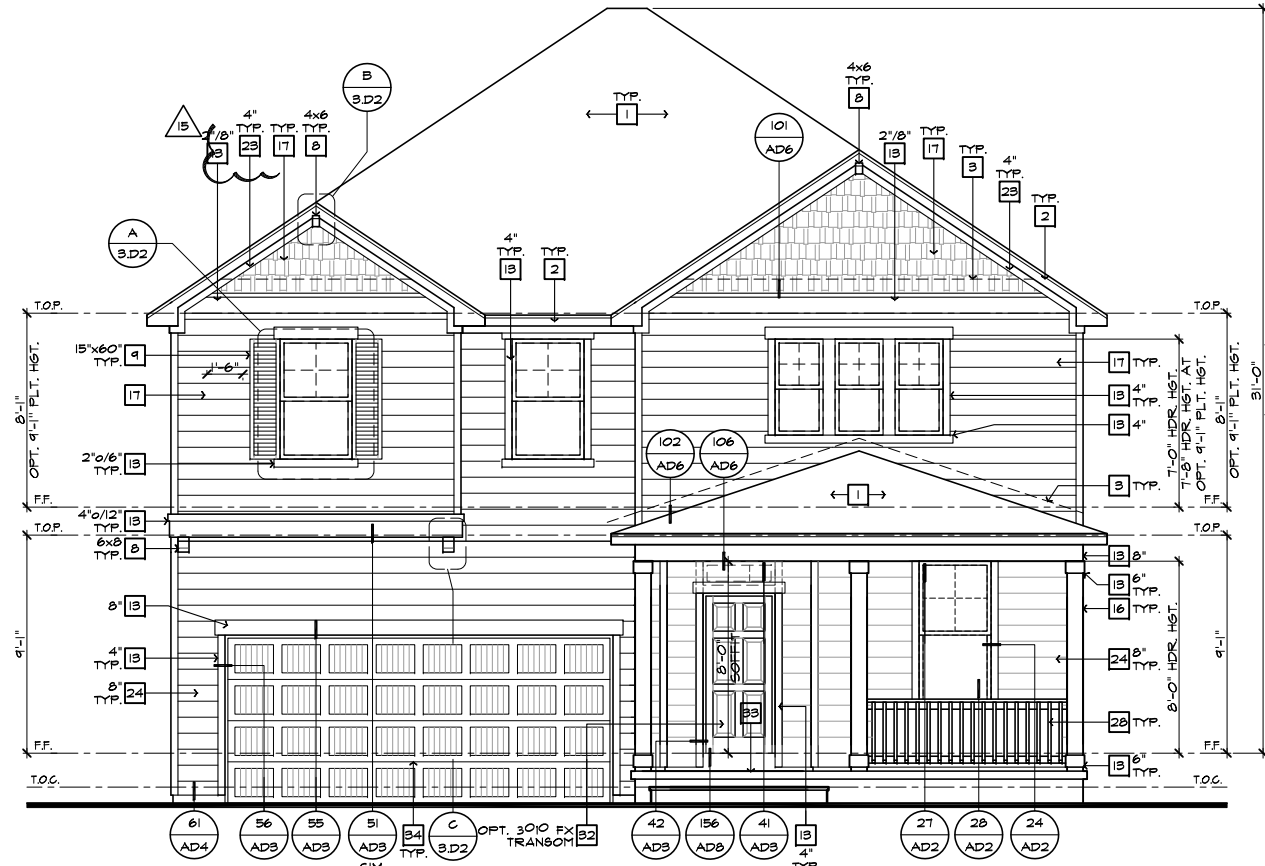 B
3.D2
4x6
TYP.
8
TYP.
1
15
2"/8"
13
4"
TYP.
23
TYP.
17
4x6
TYP.
8
101
AD6
2"/8"
13
TYP.
17
TYP.
3
4"
TYP.
23
TYP.
2
A
3.D2
4"
TYP.
13
TYP.
2
T.O.P.
T.O.P.
15"x60"
TYP.
9
1'-6"
17
8'-1"
OPT. 9'-1" PLT. HGT.
2"o/6"
TYP.
13
17 TYP.
13 4"
TYP.
13 4"
7'-0" HDR. HGT.
7'-8" HDR. HGT. AT
OPT. 9'-1" PLT. HGT.
8'-1"
OPT. 9'-1" PLT. HGT.
31'-0"
102
AD6
106
AD6
1
3 TYP.
F.F.
F.F.
4"o/12"
TYP.
13
T.O.P.
T.O.P.
6x8
TYP.
8
13 8"
13 6"
TYP.
16 TYP.
8" 13
4"
TYP.
13
8"
TYP.
24
9'-1"
8'-0"
SOFFIT
33
24 8"
TYP.
8'-0" HDR. HGT.
9'-1"
28 TYP.
F.F.
F.F.
13 6"
TYP.
T.O.C.
T.O.C.
61
AD4
56
AD3
55
AD3
51
AD3
SIM.
34
TYP.
C
3.D2
OPT. 3010 FX
TRANSOM
32
42
AD3
156
AD8
41
AD3
13
4"
TYP.
27
AD2
28
AD2
24
AD2